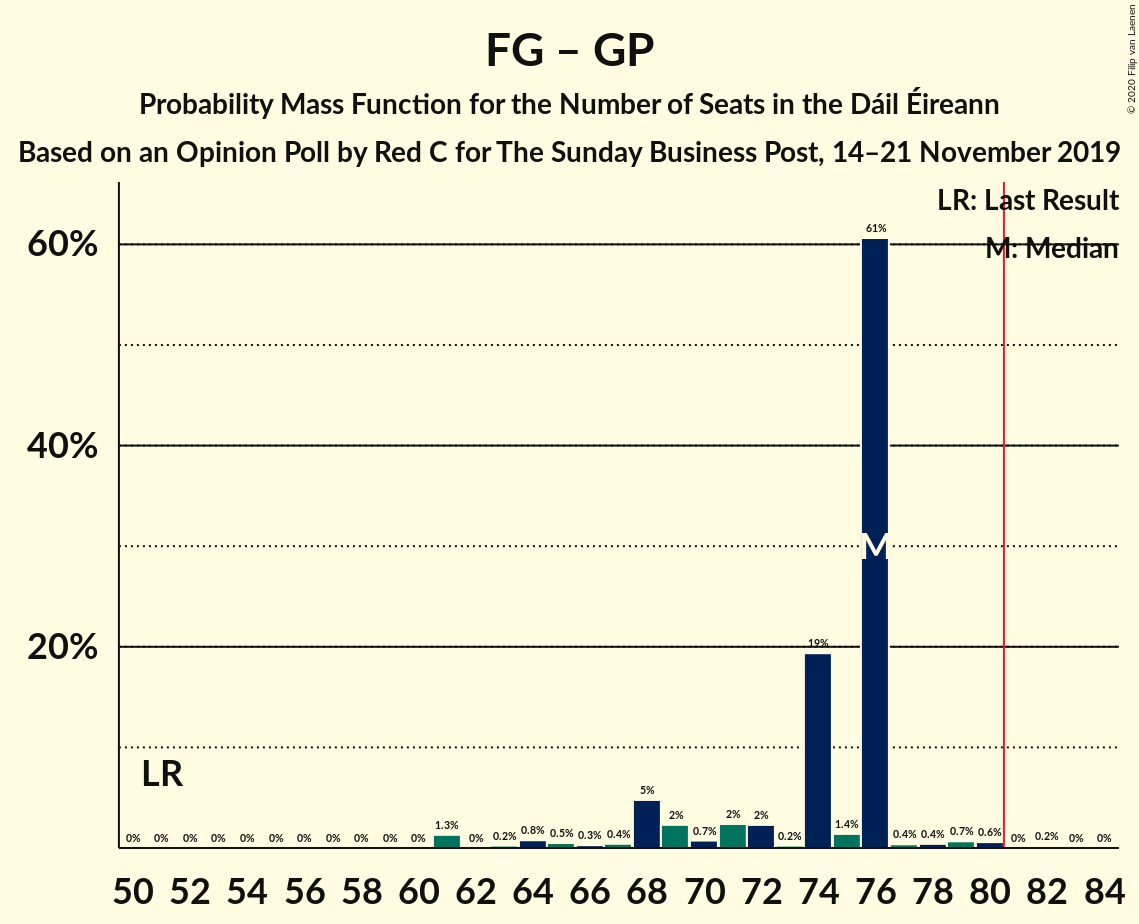 FG – GP
Probability Mass Function for the Number of Seats in the Dáil Éireann
Based on an Opinion Poll by Red C for The Sunday Business Post, 14–21 November 2019
© 2020 Filip van Laenen
LR: Last Result
M: Median
60%
40%
20%
LR
M
0% 0% 0% 0% 0% 0% 0% 0% 0% 0% 0% 1.3% 0% 0.2% 0.8% 0.5% 0.3% 0.4% 5% 2% 0.7% 2% 2% 0.2% 19% 1.4% 61% 0.4% 0.4% 0.7% 0.6% 0% 0.2% 0% 0%
50 52 54 56 58 60 62 64 66 68 70 72 74 76 78 80 82 84